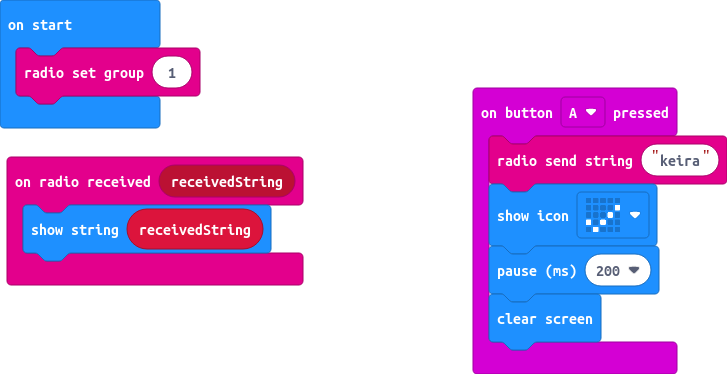 on start
radio set group 1
on radio received receivedString
show string receivedString
on button A pressed
radio send string "keira"
show icon
pause (ms) 200
clear screen